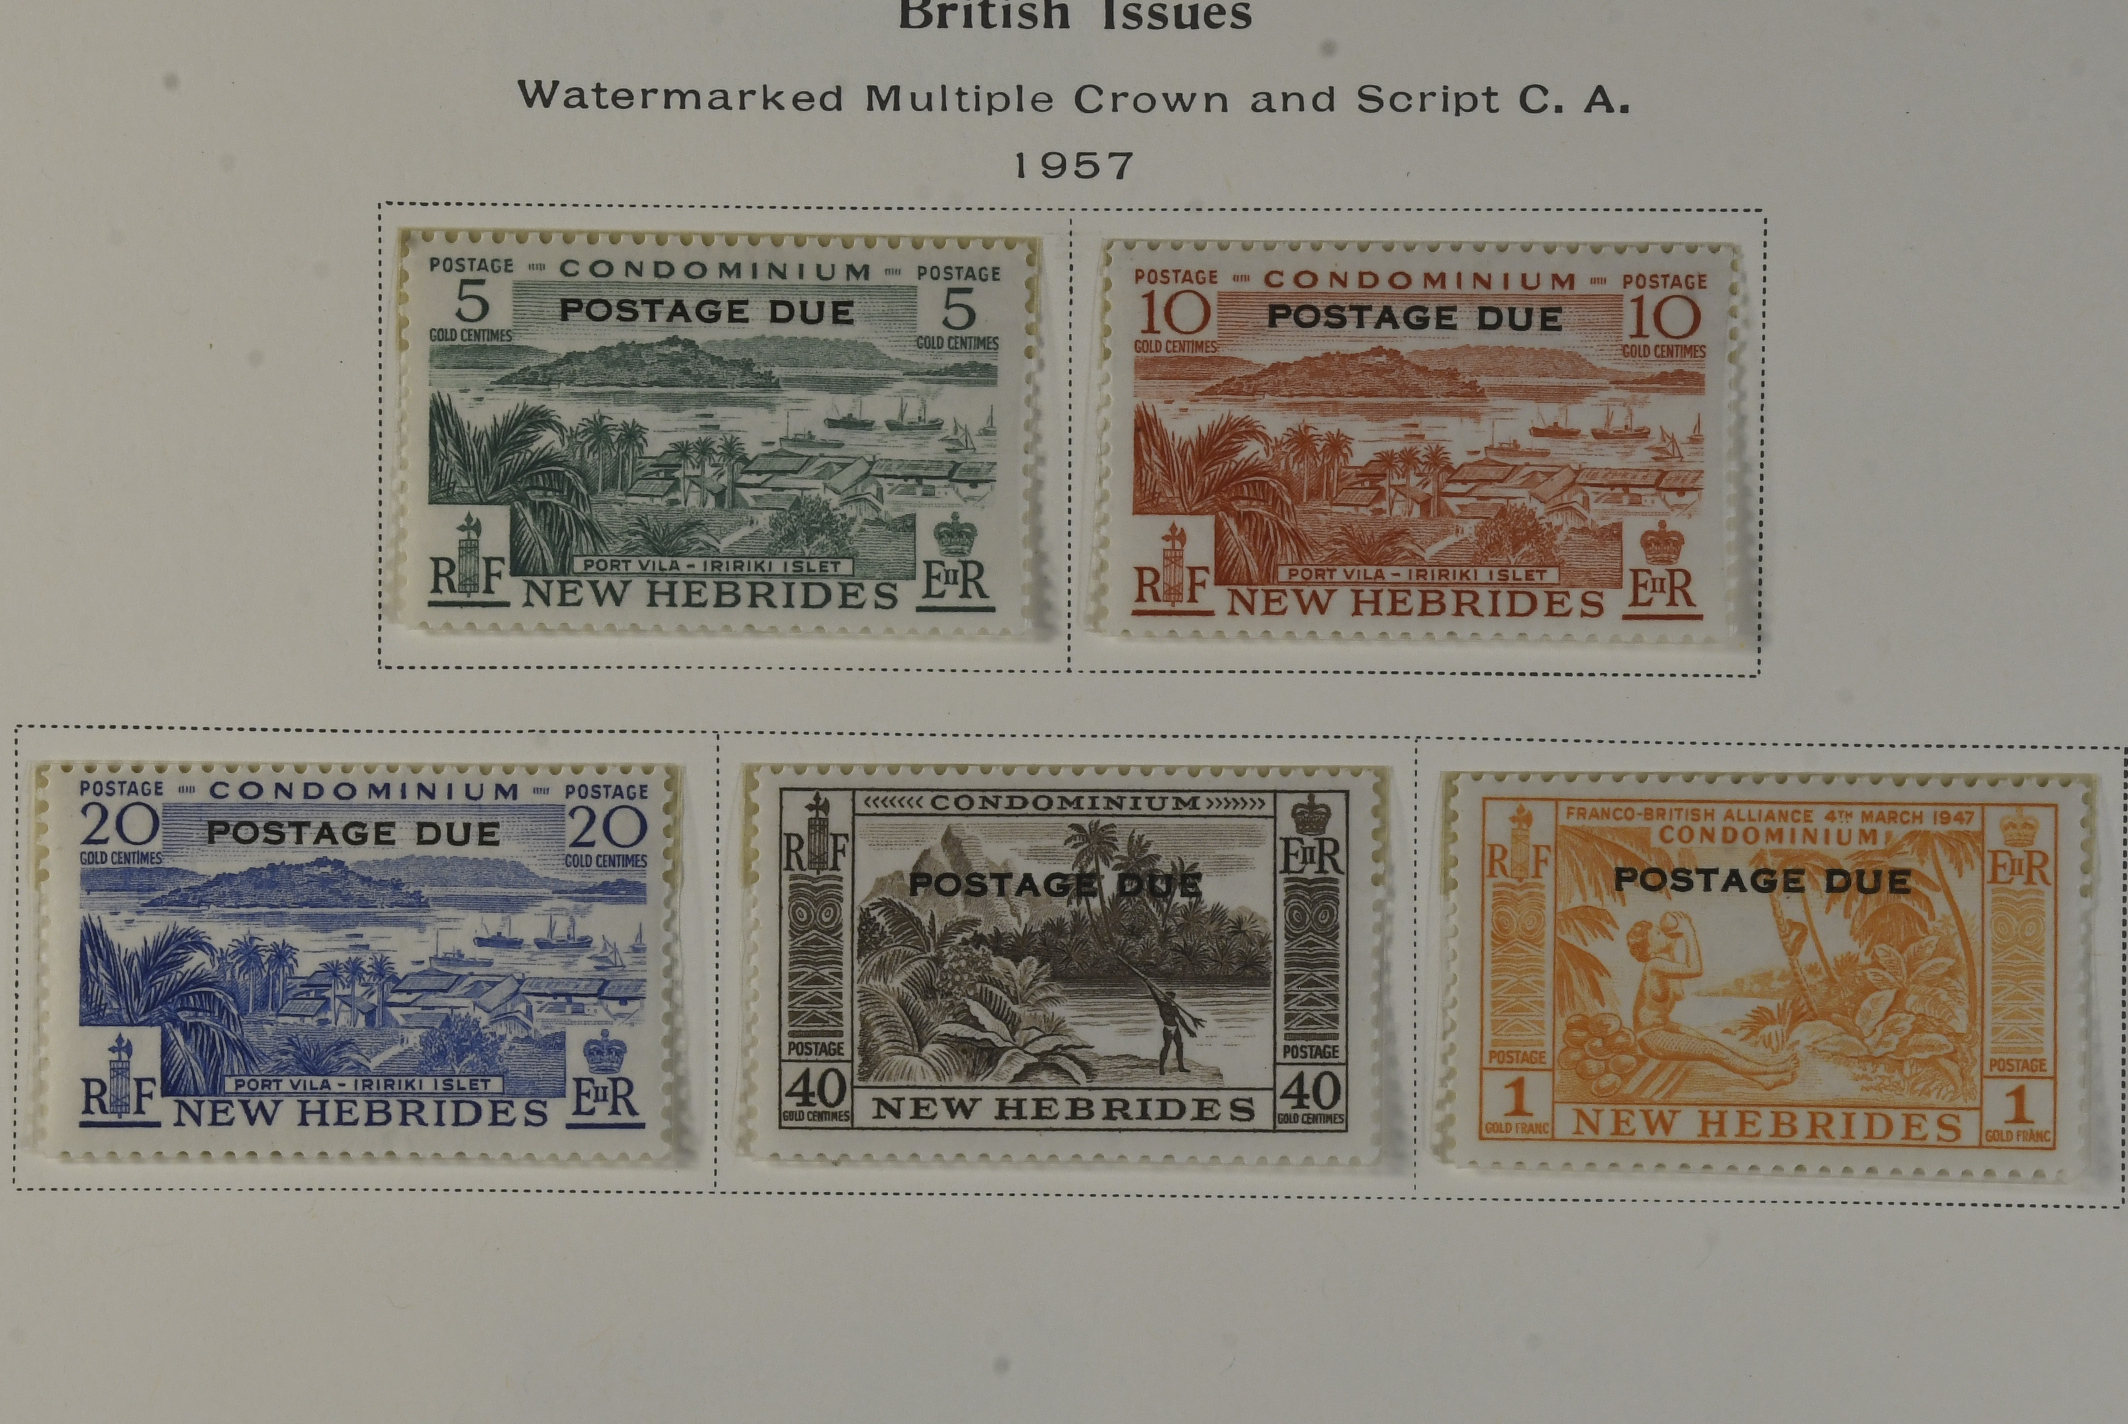 British Issues
Watermarked Multiple Crown and Script C. A.
1957
POSTAGE CONDOMINIUM POSTAGE
5 POSTAGE DUE 5
GOLD CENTIMES GOLD CENTIMES
PORT VILA - IRIRIKI ISLET
RF NEW HEBRIDES EIIR
POSTAGE CONDOMINIUM POSTAGE
10 POSTAGE DUE 10
GOLD CENTIMES GOLD CENTIMES
PORT VILA - IRIRIKI ISLET
RF NEW HEBRIDES EIIR
POSTAGE CONDOMINIUM POSTAGE
20 POSTAGE DUE 20
GOLD CENTIMES GOLD CENTIMES
PORT VILA - IRIRIKI ISLET
RF NEW HEBRIDES EIIR
CONDOMINIUM
RF EIIR
POSTAGE DUE
POSTAGE POSTAGE
40 NEW HEBRIDES 40
GOLD CENTIMES GOLD CENTIMES
FRANCO-BRITISH ALLIANCE 4TH MARCH 1947
CONDOMINIUM
RF EIIR
POSTAGE DUE
POSTAGE POSTAGE
1 NEW HEBRIDES 1
GOLD FRANC GOLD FRANC